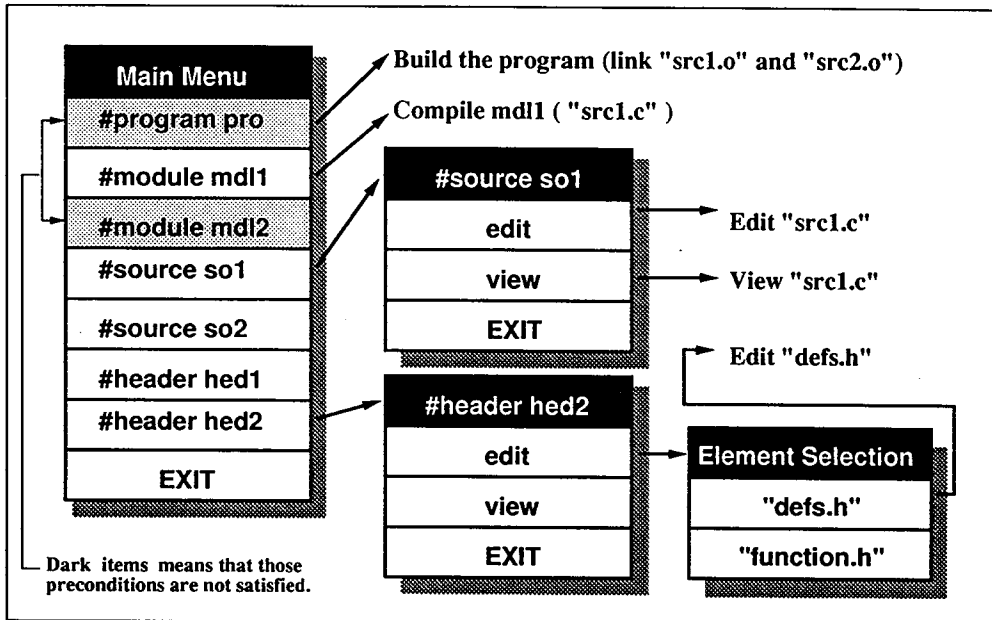 Main Menu
#program pro
#module mdl1
#module mdl2
#source so1
#source so2
#header hed1
#header hed2
EXIT
Build the program (link "src1.o" and "src2.o")
Compile mdl1 ( "src1.c" )
#source so1
edit
view
EXIT
Edit "src1.c"
View "src1.c"
Edit "defs.h"
#header hed2
edit
view
EXIT
Element Selection
"defs.h"
"function.h"
Dark items means that those
preconditions are not satisfied.